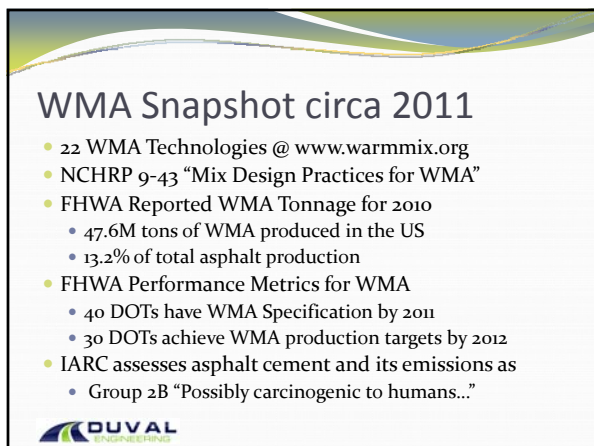 WMA Snapshot circa 2011
22 WMA Technologies @ www.warmmix.org
NCHRP 9-43 “Mix Design Practices for WMA”
FHWA Reported WMA Tonnage for 2010
47.6M tons of WMA produced in the US
13.2% of total asphalt production
FHWA Performance Metrics for WMA
40 DOTs have WMA Specification by 2011
30 DOTs achieve WMA production targets by 2012
IARC assesses asphalt cement and its emissions as
Group 2B “Possibly carcinogenic to humans…”
DUVAL
ENGINEERING